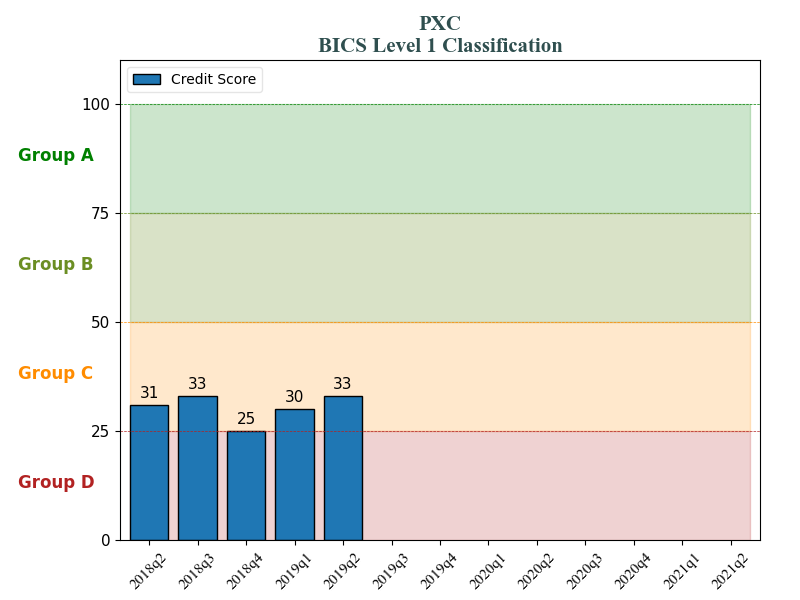 PXC
BICS Level 1 Classification
Credit Score
100
Group A
75
Group B
50
Group C
31
33
25
30
33
25
Group D
0
2018q2
2018q3
2018q4
2019q1
2019q2
2019q3
2019q4
2020q1
2020q2
2020q3
2020q4
2021q1
2021q2